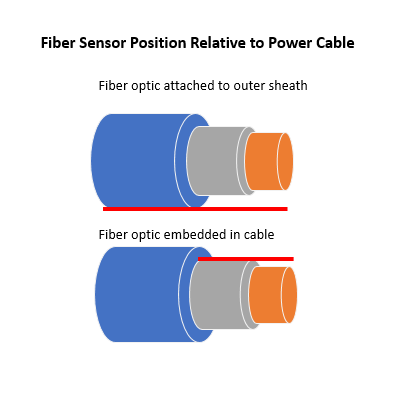 Fiber Sensor Position Relative to Power Cable
Fiber optic attached to outer sheath
Fiber optic embedded in cable